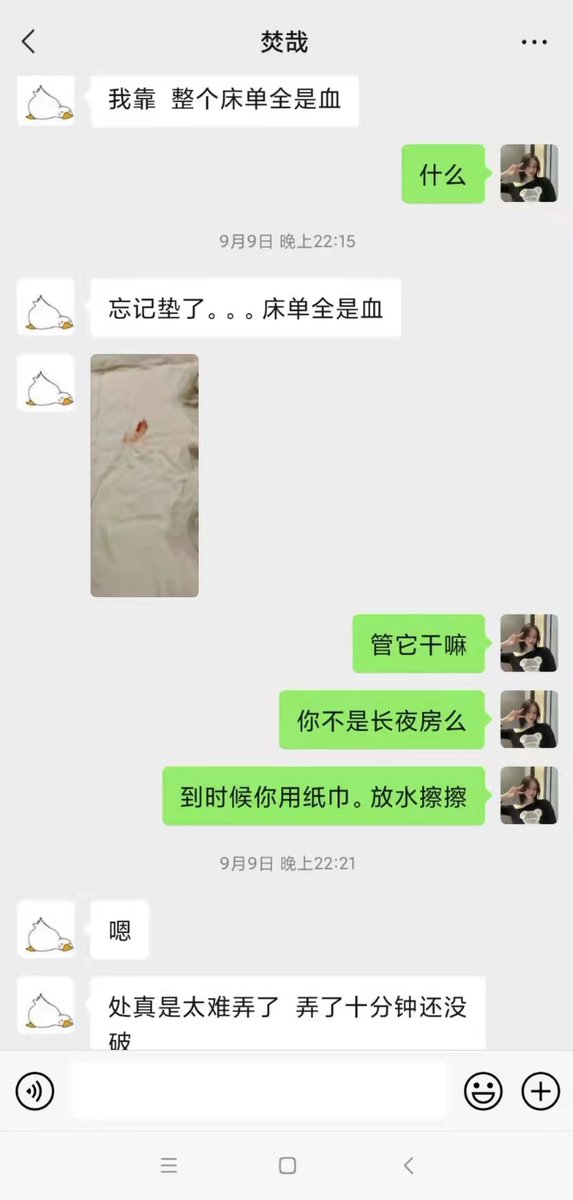 焚哉
我靠 整个床单全是血
什么
9月9日 晚上22:15
忘记垫了。。。床单全是血
管它干嘛
你不是长夜房么
到时候你用纸巾。放水擦擦
9月9日 晚上22:21
嗯
处真是太难弄了 弄了十分钟还没
破